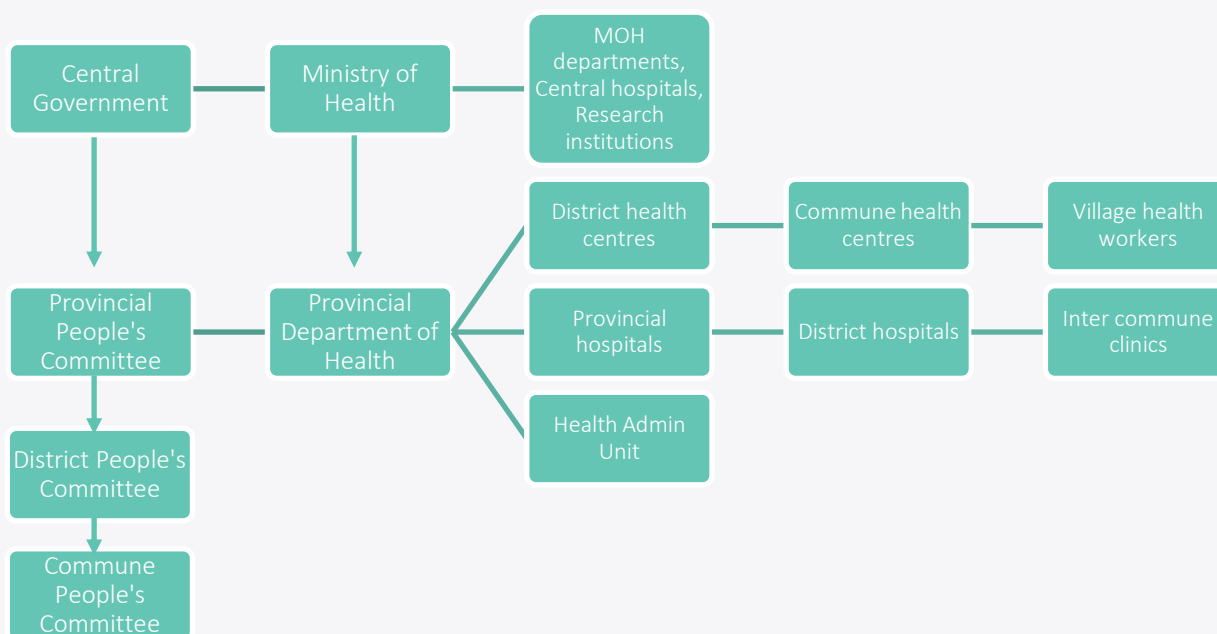 Central
Government
Ministry of
Health
MOH
departments,
Central hospitals,
Research
institutions
District health
centres
Commune health
centres
Village health
workers
Provincial
People's
Committee
Provincial
Department of
Health
Provincial
hospitals
District hospitals
Inter commune
clinics
Health Admin
Unit
District People's
Committee
Commune
People's
Committee